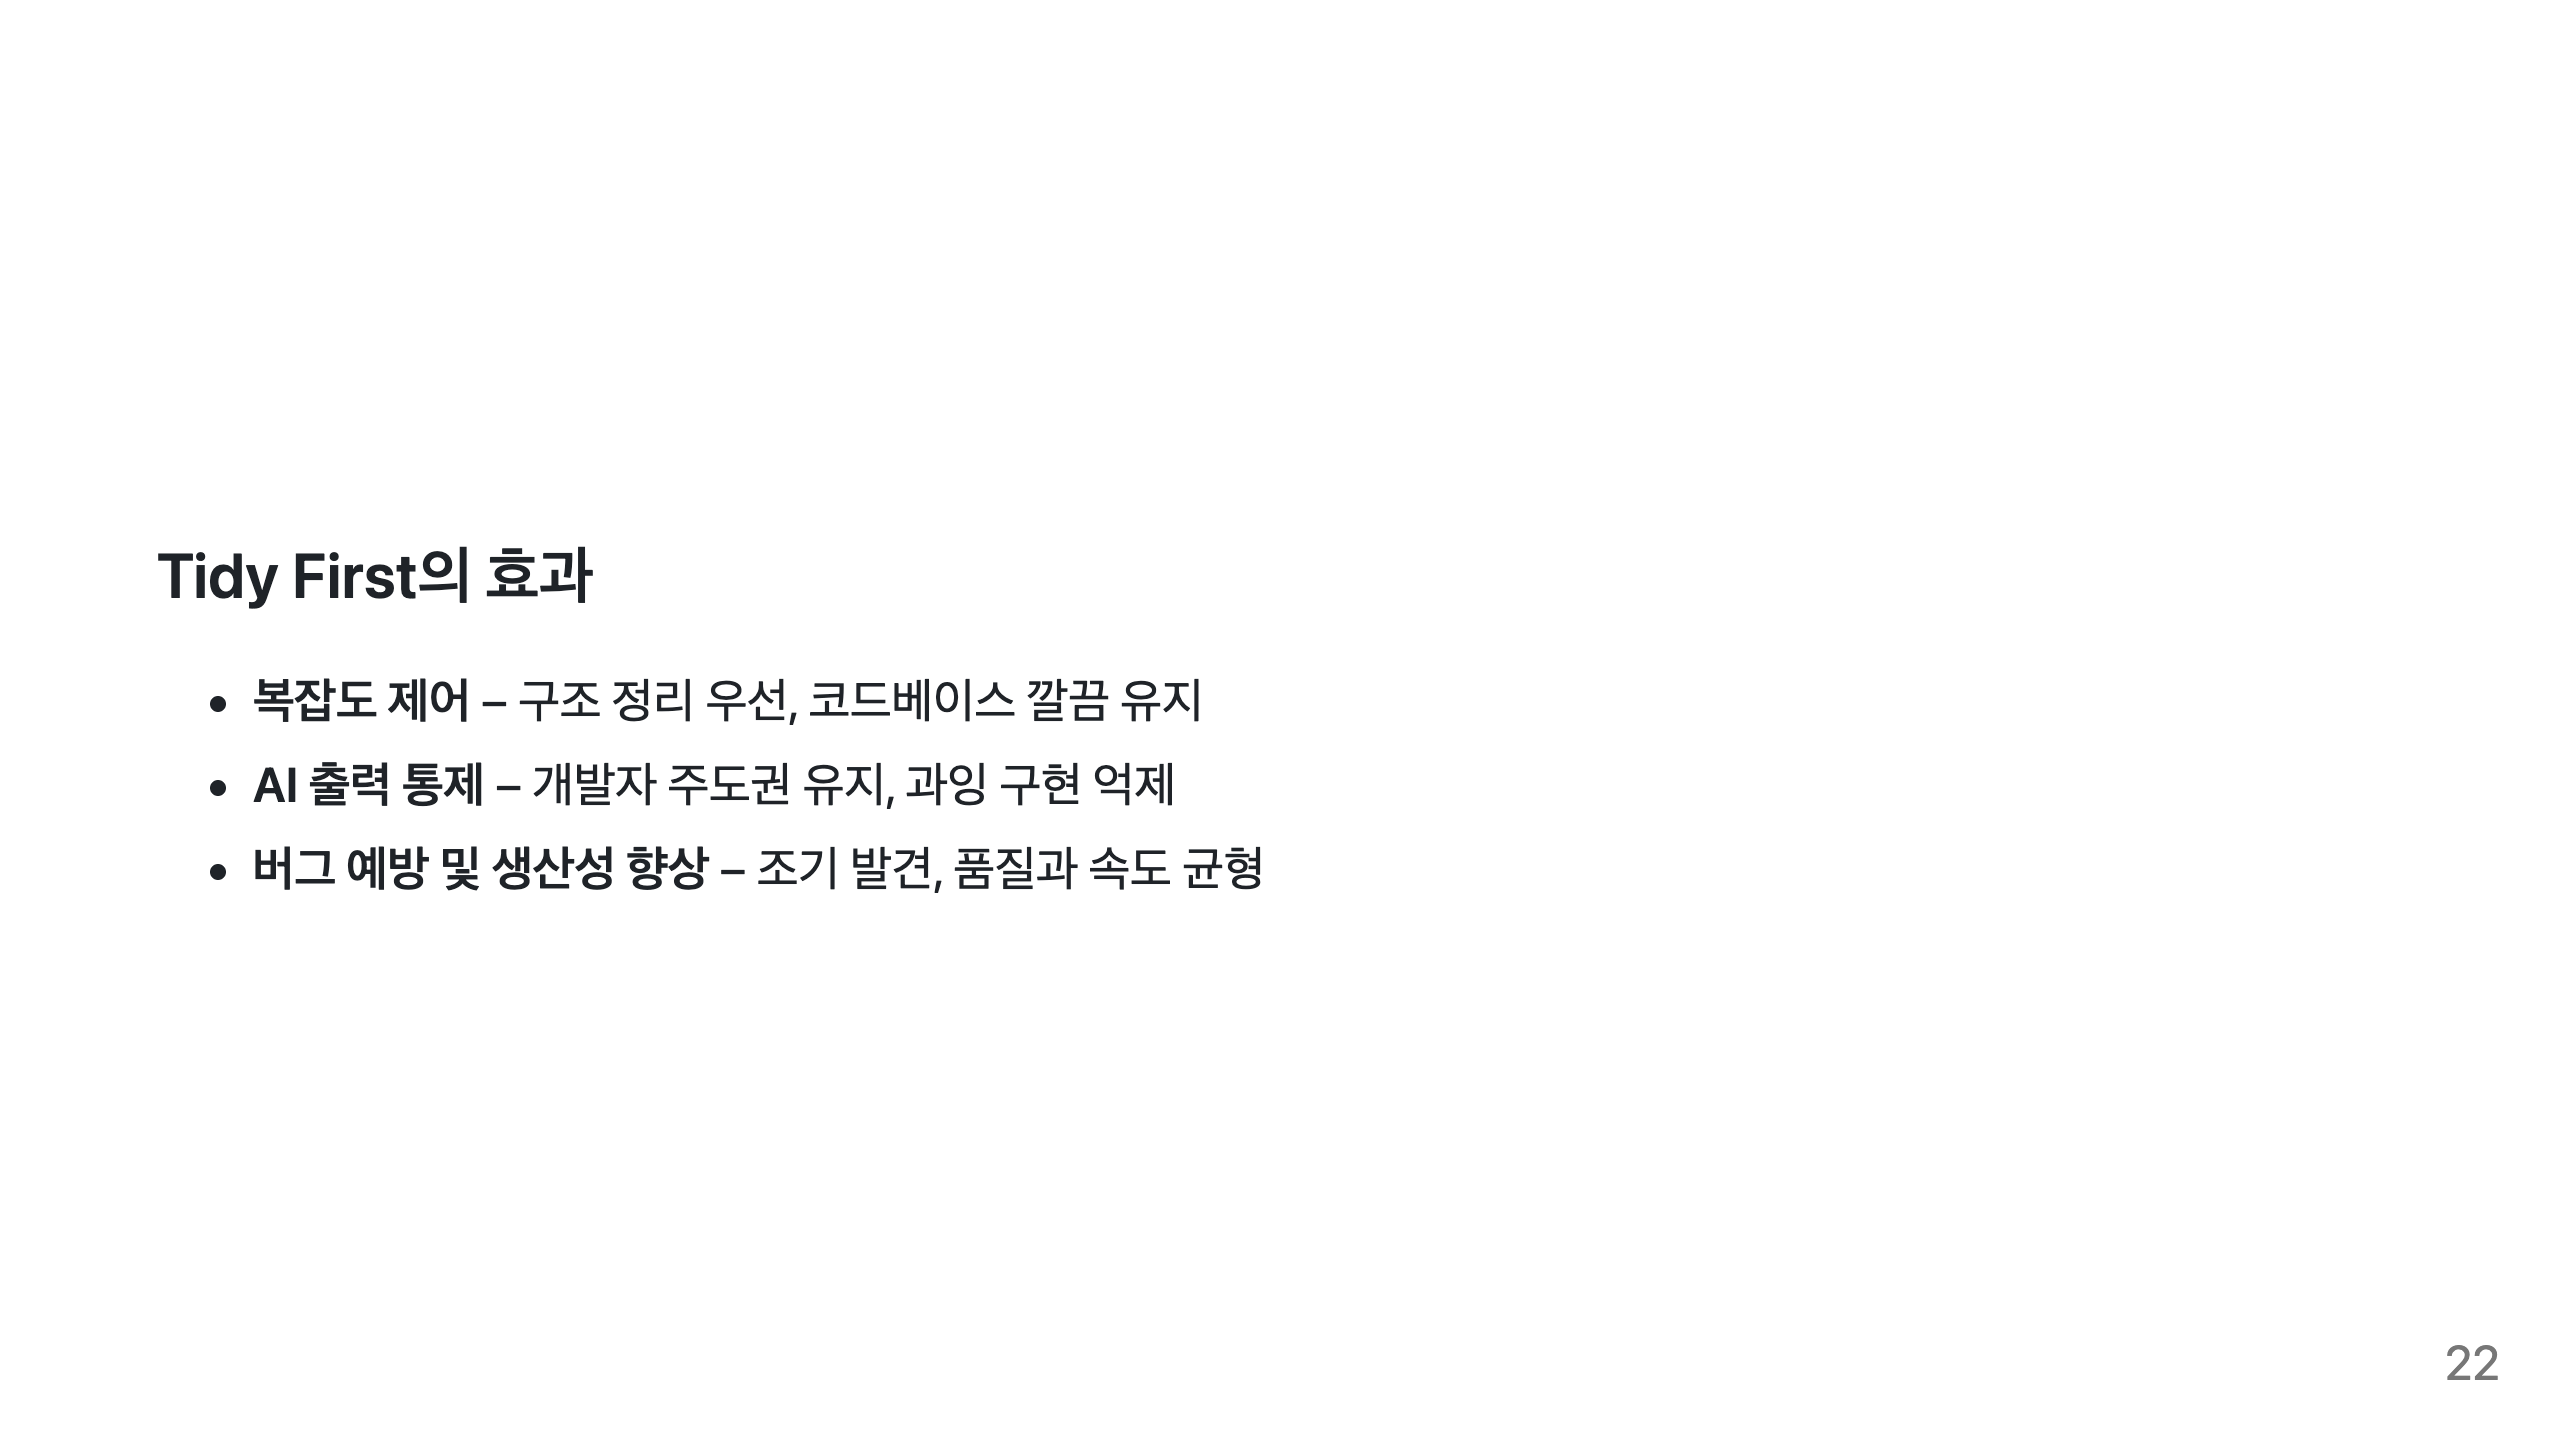 Tidy First의 효과
• 복잡도 제어 – 구조 정리 우선, 코드베이스 깔끔 유지
• AI 출력 통제 – 개발자 주도권 유지, 과잉 구현 억제
• 버그 예방 및 생산성 향상 – 조기 발견, 품질과 속도 균형
22